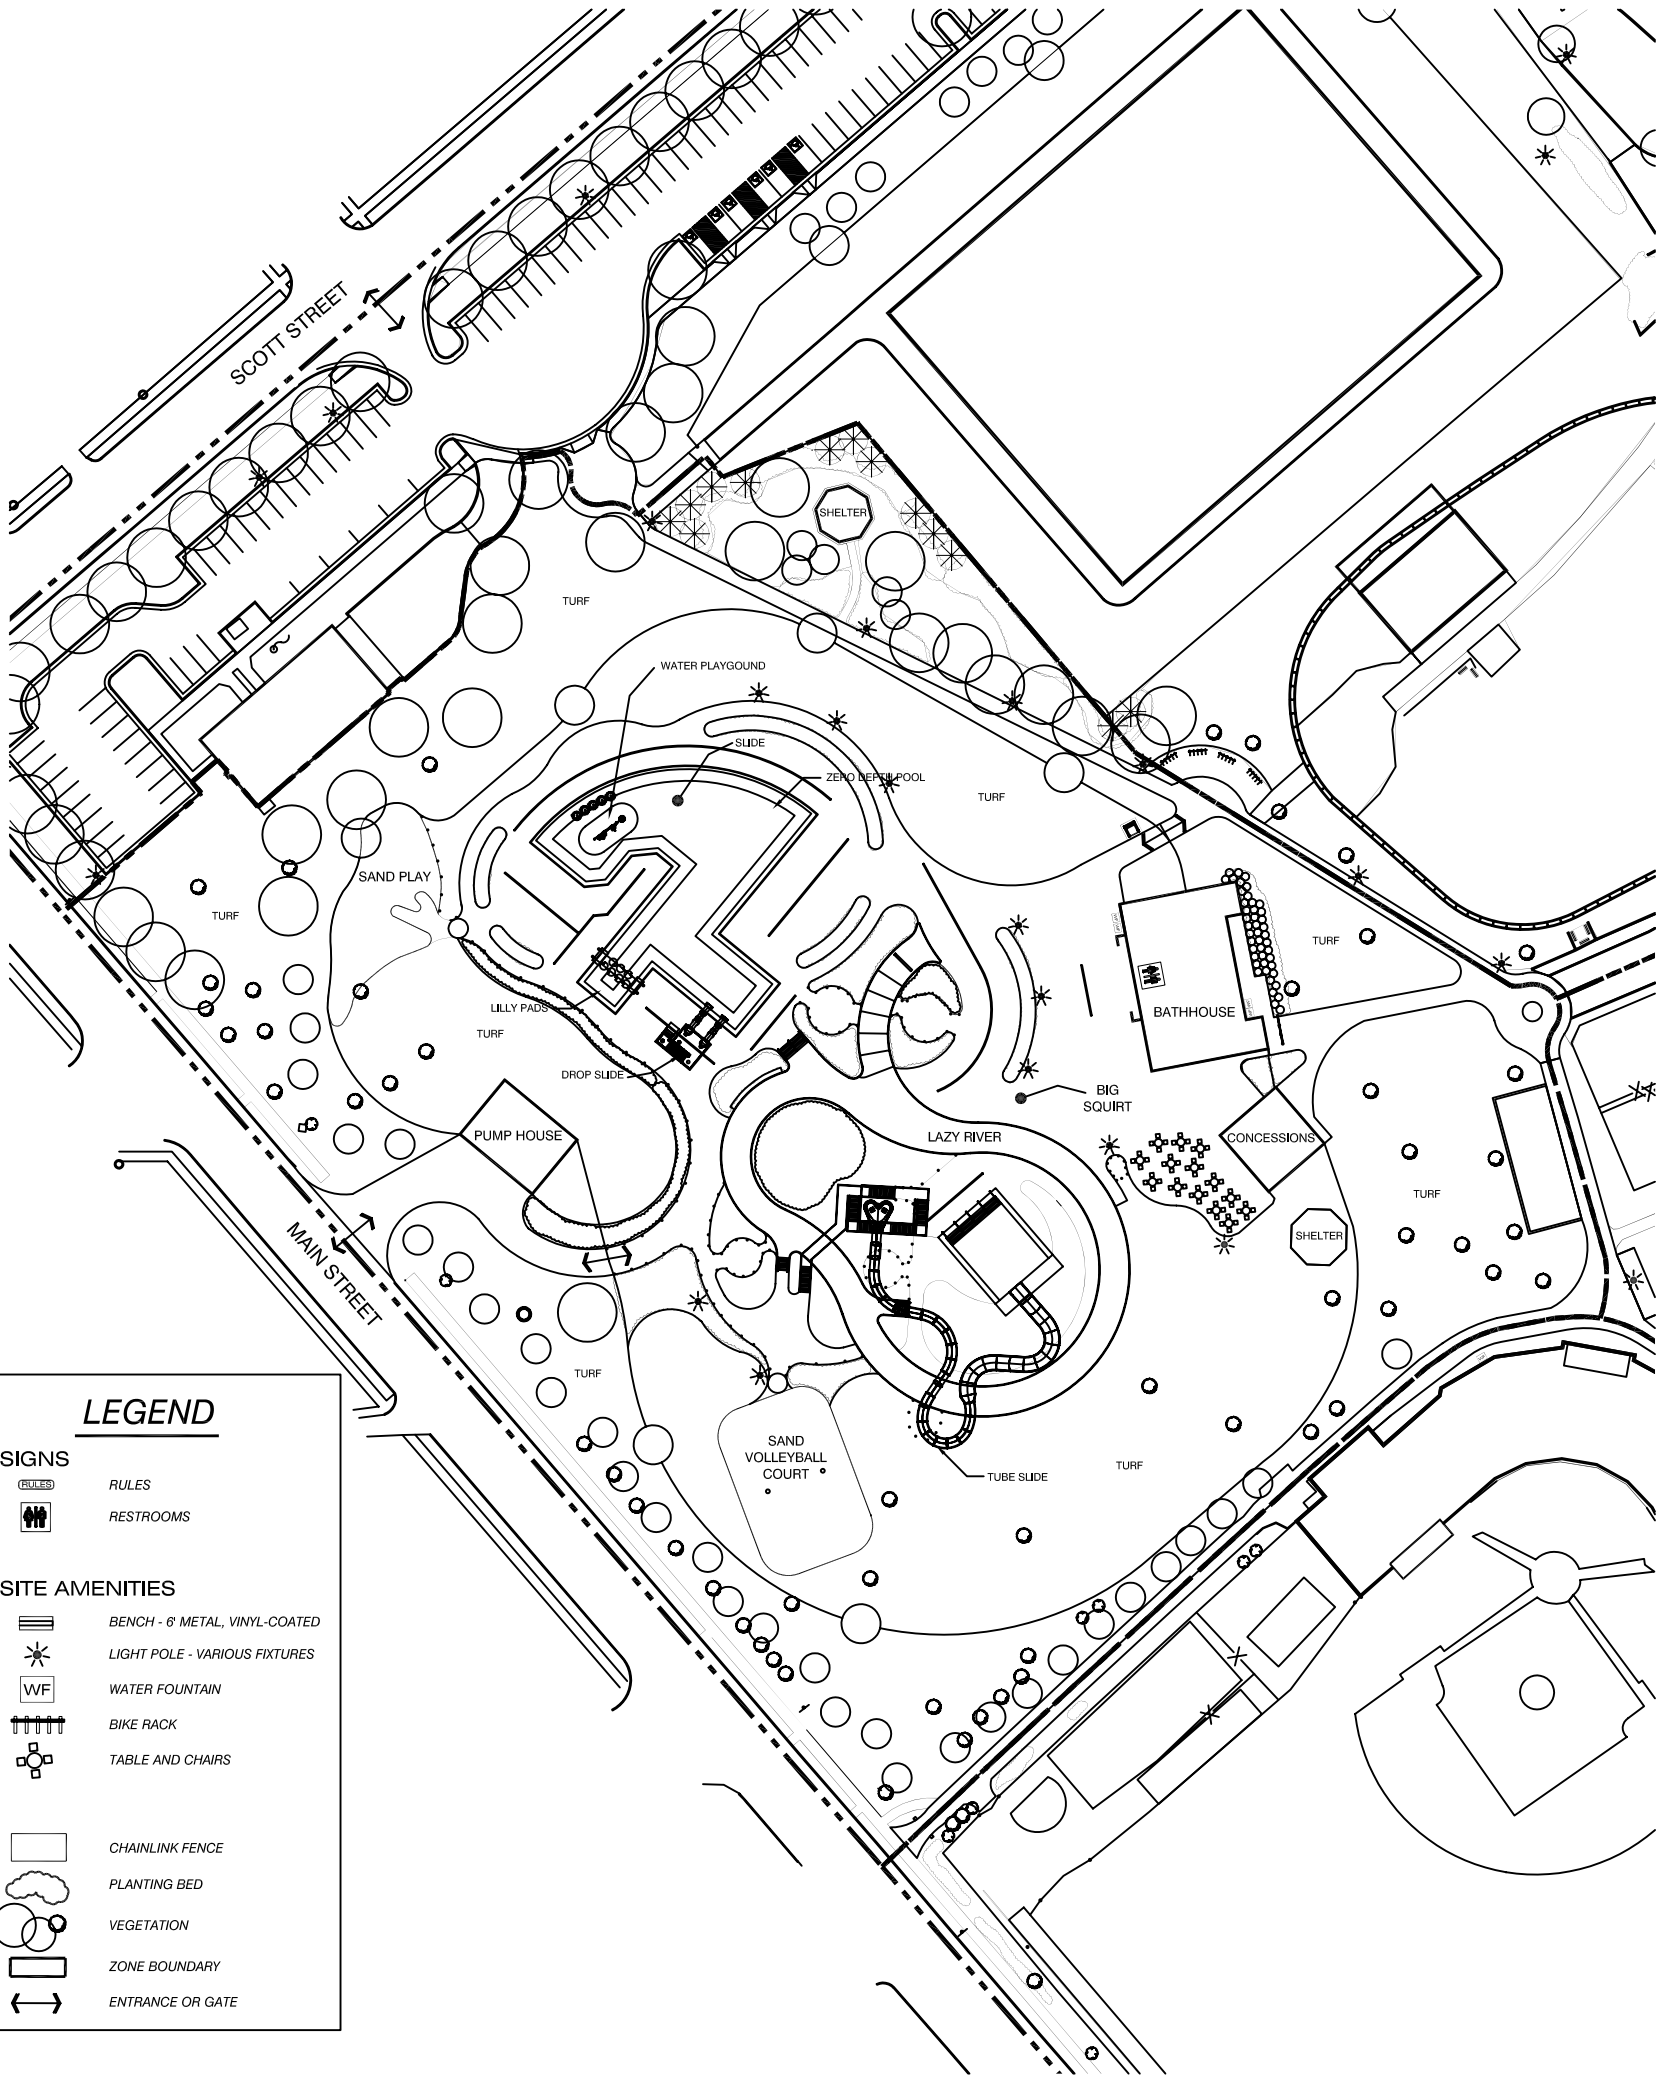 SCOTT STREET
SHELTER
TURF
WATER PLAYGOUND
SLIDE
ZERO DEPTH POOL
TURF
SAND PLAY
TURF
TURF
LILLY PADS
TURF
BATHHOUSE
DROP SLIDE
BIG
SQUIRT
PUMP HOUSE
LAZY RIVER
CONCESSIONS
TURF
SHELTER
MAIN STREET
TURF
SAND
VOLLEYBALL
COURT
TUBE SLIDE
TURF
LEGEND
SIGNS
RULES
RULES
RESTROOMS
SITE AMENITIES
BENCH - 6' METAL, VINYL-COATED
LIGHT POLE - VARIOUS FIXTURES
WF
WATER FOUNTAIN
BIKE RACK
TABLE AND CHAIRS
CHAINLINK FENCE
PLANTING BED
VEGETATION
ZONE BOUNDARY
ENTRANCE OR GATE